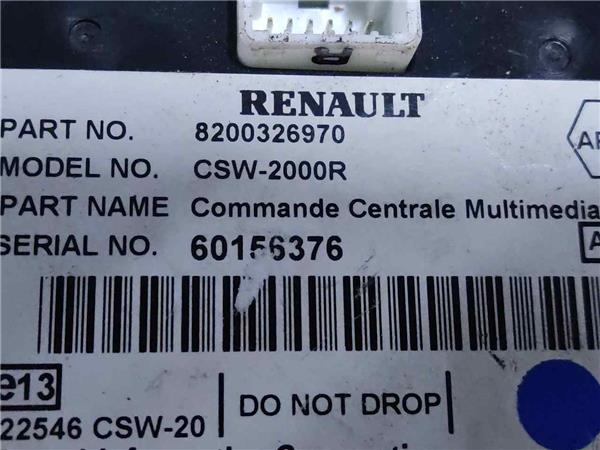 R
RENAULT
PART NO. 8200326970
MODEL NO. CSW-2000R
PART NAME Commande Centrale Multimedia
SERIAL NO. 60156376
e13
22546 CSW-20
DO NOT DROP